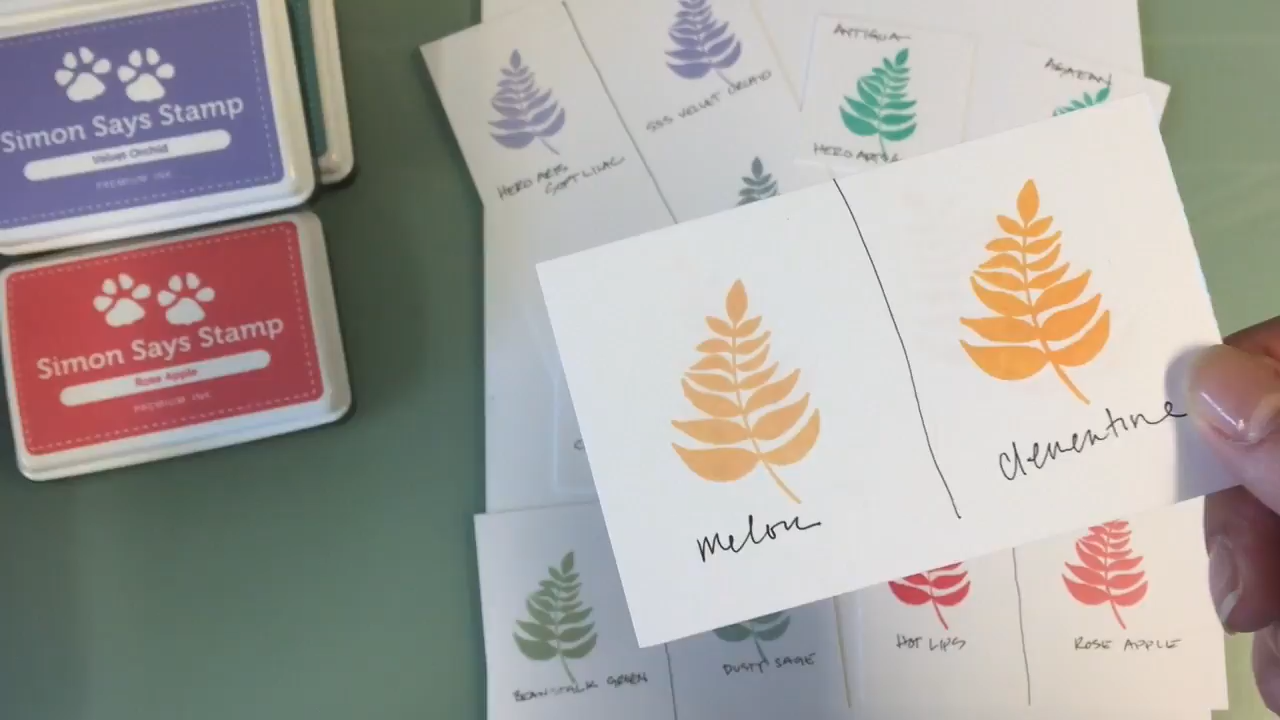 Simon Says Stamp
Velvet Orchid
PREMIUM INK
Simon Says Stamp
Rose Apple
PREMIUM INK
HERO ARTS
SOFT LILAC
SSS VELVET ORCHID
ANTIGUA
HERO ARTS
melon
clementine
BEANSTALK GREEN
DUSTY SAGE
HOT LIPS
ROSE APPLE